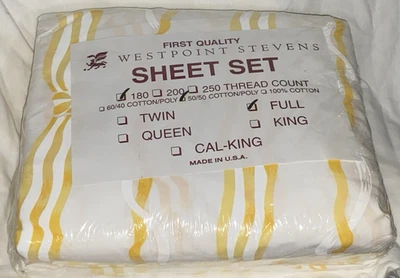 FIRST QUALITY
WESTPOINT STEVENS
SHEET SET
180 200 250 THREAD COUNT
60/40 COTTON/POLY 50/50 COTTON/POLY 100% COTTON
TWIN FULL
QUEEN KING
CAL-KING
MADE IN U.S.A.